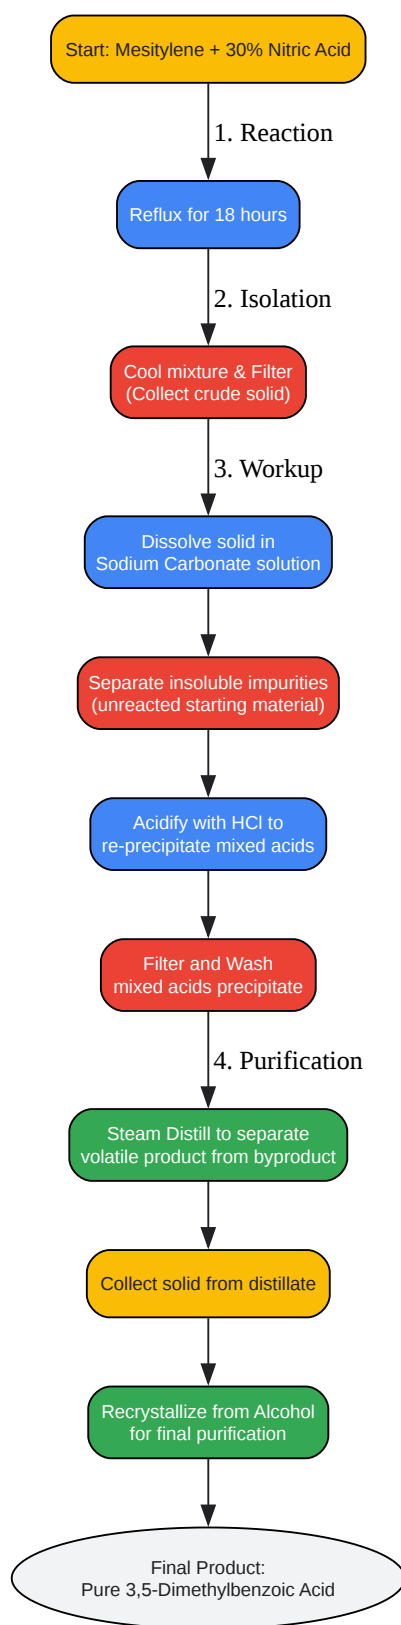 Start: Mesitylene + 30% Nitric Acid
1. Reaction
Reflux for 18 hours
2. Isolation
Cool mixture & Filter
(Collect crude solid)
3. Workup
Dissolve solid in
Sodium Carbonate solution
Separate insoluble impurities
(unreacted starting material)
Acidify with HCl to
re-precipitate mixed acids
Filter and Wash
mixed acids precipitate
4. Purification
Steam Distill to separate
volatile product from byproduct
Collect solid from distillate
Recrystallize from Alcohol
for final purification
Final Product:
Pure 3,5-Dimethylbenzoic Acid